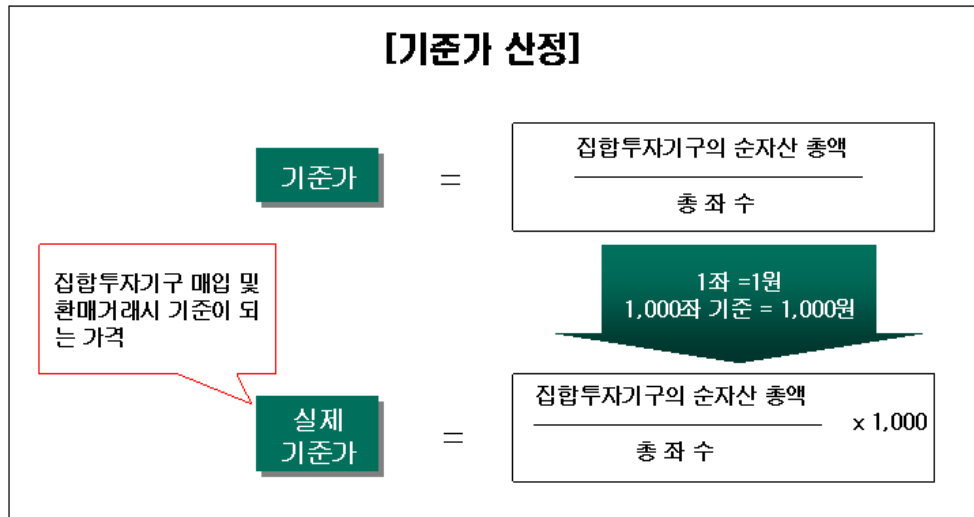 [기준가 산정]
기준가
=
집합투자기구의 순자산 총액
총 좌 수
집합투자기구 매입 및
환매거래시 기준이 되
는 가격
1좌 =1원
1,000좌 기준 = 1,000원
실제
기준가
=
집합투자기구의 순자산 총액
총 좌 수
x 1,000